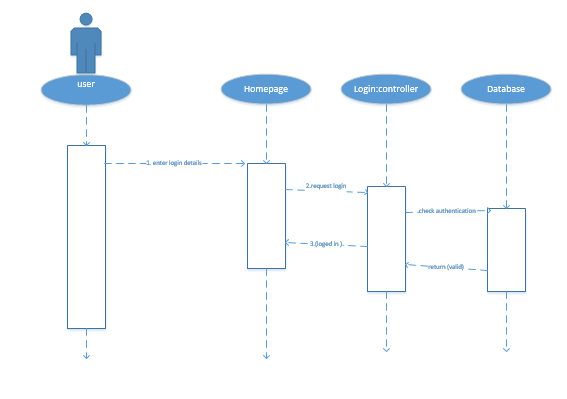 user
Homepage
Login:controller
Database
1. enter login details
2.request login
.check authentication
3.(loged in ).
return (valid)